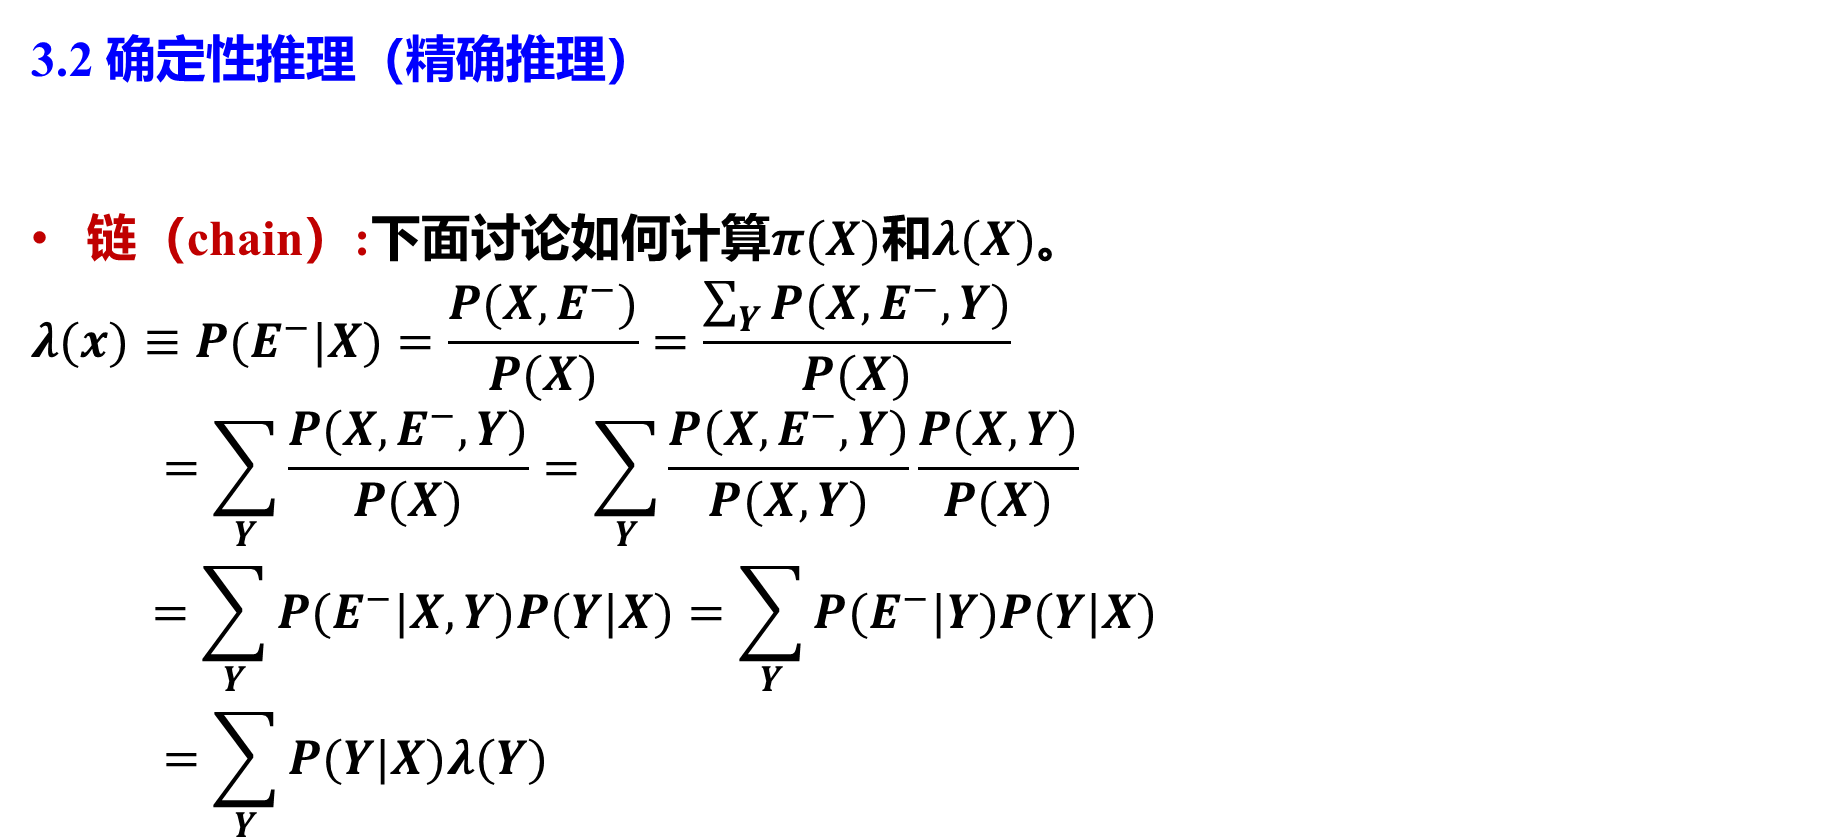 3.2 确定性推理（精确推理）
• 链（chain）:下面讨论如何计算π(X)和λ(X)。
λ(x) ≡ P(E⁻|X) = P(X, E⁻) / P(X) = ∑_Y P(X, E⁻, Y) / P(X)
= ∑_Y P(X, E⁻, Y) / P(X) = ∑_Y P(X, E⁻, Y) / P(X, Y) P(X, Y) / P(X)
= ∑_Y P(E⁻|X, Y)P(Y|X) = ∑_Y P(E⁻|Y)P(Y|X)
= ∑_Y P(Y|X)λ(Y)